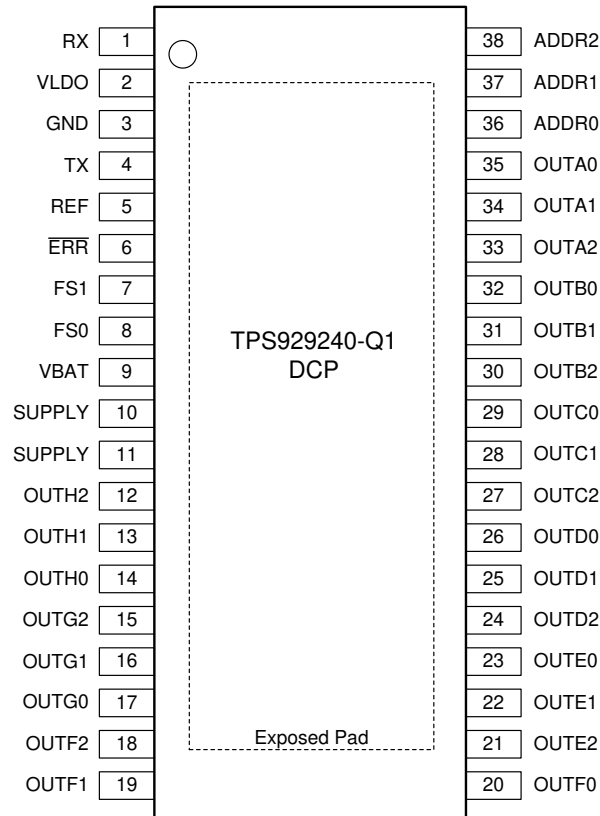 RX 1 38 ADDR2
VLDO 2 37 ADDR1
GND 3 36 ADDR0
TX 4 35 OUTA0
REF 5 34 OUTA1
ERR 6 33 OUTA2
FS1 7 32 OUTB0
FS0 8 31 OUTB1
TPS929240-Q1
DCP
VBAT 9 30 OUTB2
SUPPLY 10 29 OUTC0
SUPPLY 11 28 OUTC1
OUTH2 12 27 OUTC2
OUTH1 13 26 OUTD0
OUTH0 14 25 OUTD1
OUTG2 15 24 OUTD2
OUTG1 16 23 OUTE0
OUTG0 17 22 OUTE1
OUTF2 18 Exposed Pad 21 OUTE2
OUTF1 19 20 OUTF0